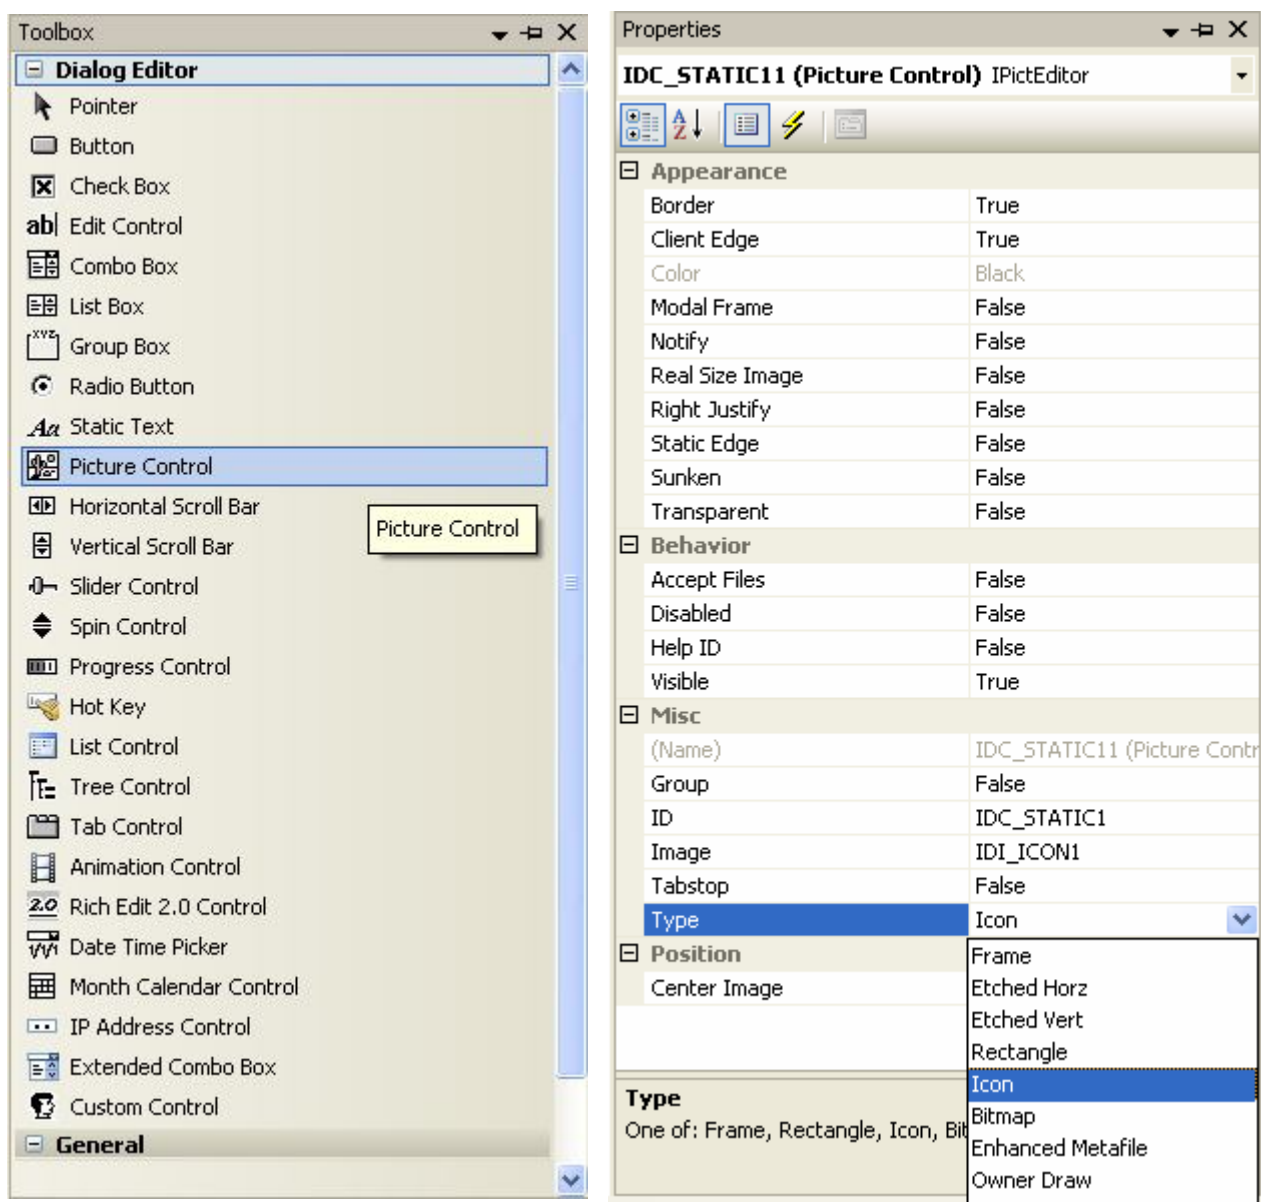 Toolbox
Dialog Editor
Pointer
Button
Check Box
ab| Edit Control
Combo Box
List Box
XYZ Group Box
Radio Button
Aa Static Text
Picture Control
Horizontal Scroll Bar
Picture Control
Vertical Scroll Bar
Slider Control
Spin Control
Progress Control
Hot Key
List Control
Tree Control
Tab Control
Animation Control
2.0 Rich Edit 2.0 Control
Date Time Picker
Month Calendar Control
IP Address Control
Extended Combo Box
Custom Control
General
Properties
IDC_STATIC11 (Picture Control) IPictEditor
A
Z
Appearance
Border True
Client Edge True
Color Black
Modal Frame False
Notify False
Real Size Image False
Right Justify False
Static Edge False
Sunken False
Transparent False
Behavior
Accept Files False
Disabled False
Help ID False
Visible True
Misc
(Name) IDC_STATIC11 (Picture Contr
Group False
ID IDC_STATIC1
Image IDI_ICON1
Tabstop False
Type Icon
Position
Center Image
Frame
Etched Horz
Etched Vert
Rectangle
Icon
Bitmap
Enhanced Metafile
Owner Draw
Type
One of: Frame, Rectangle, Icon, Bit